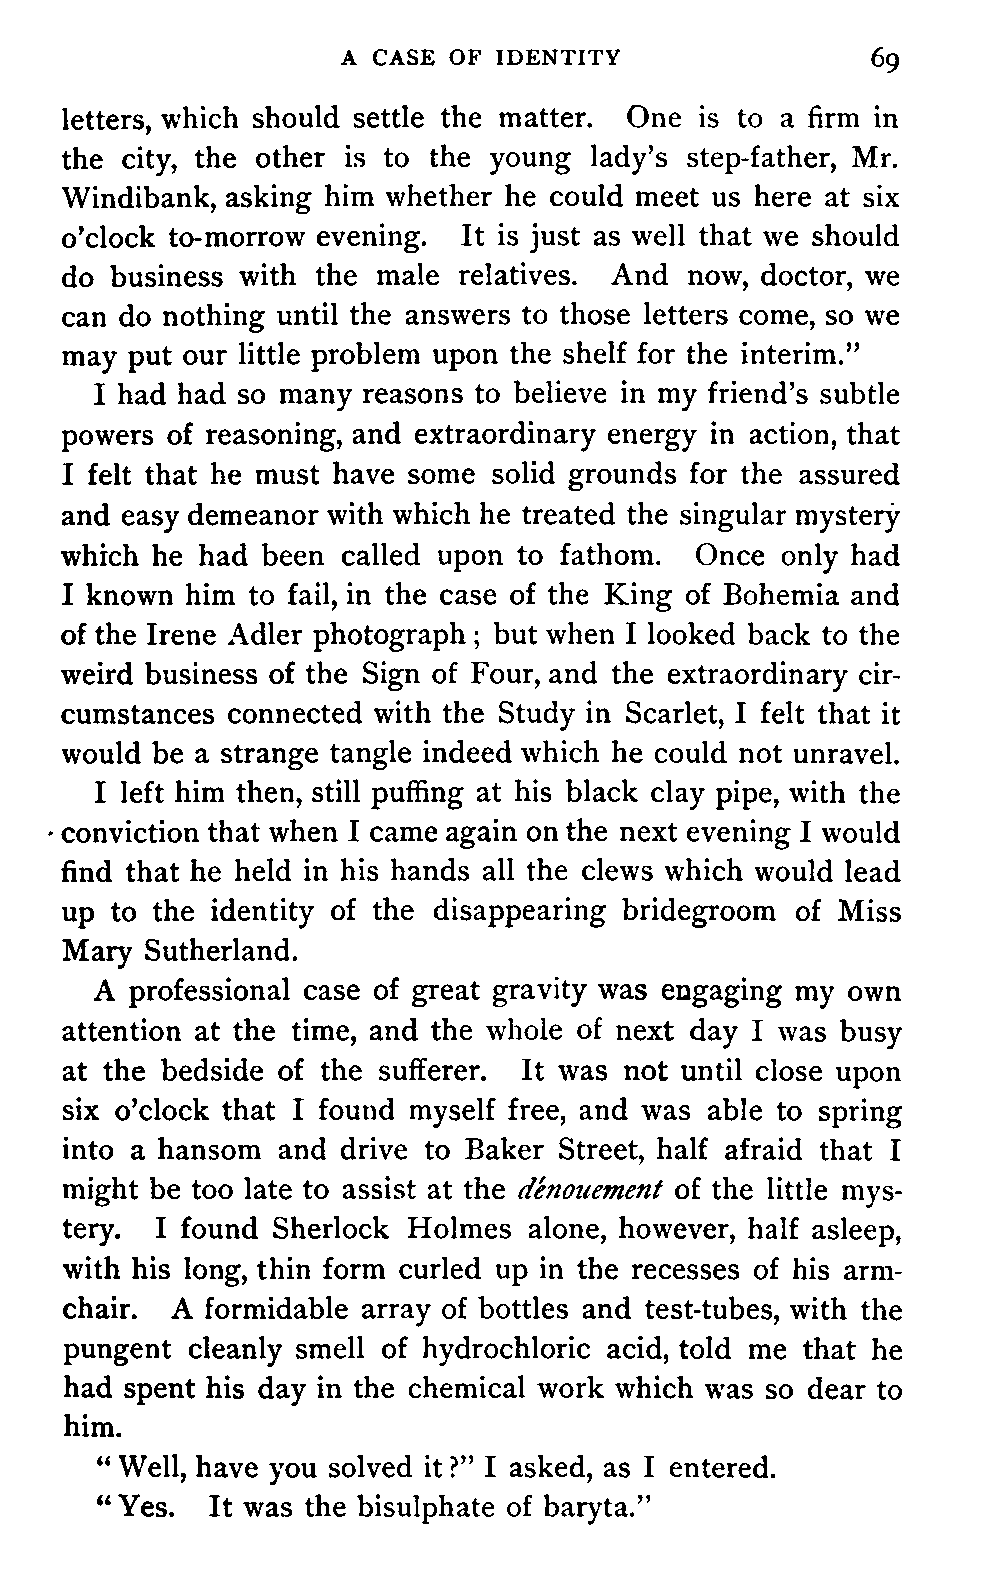 A CASE OF IDENTITY 69
letters, which should settle the matter. One is to a firm in
the city, the other is to the young lady's step-father, Mr.
Windibank, asking him whether he could meet us here at six
o'clock to-morrow evening. It is just as well that we should
do business with the male relatives. And now, doctor, we
can do nothing until the answers to those letters come, so we
may put our little problem upon the shelf for the interim."
I had had so many reasons to believe in my friend's subtle
powers of reasoning, and extraordinary energy in action, that
I felt that he must have some solid grounds for the assured
and easy demeanor with which he treated the singular mystery
which he had been called upon to fathom. Once only had
I known him to fail, in the case of the King of Bohemia and
of the Irene Adler photograph; but when I looked back to the
weird business of the Sign of Four, and the extraordinary cir-
cumstances connected with the Study in Scarlet, I felt that it
would be a strange tangle indeed which he could not unravel.
I left him then, still puffing at his black clay pipe, with the
conviction that when I came again on the next evening I would
find that he held in his hands all the clews which would lead
up to the identity of the disappearing bridegroom of Miss
Mary Sutherland.
A professional case of great gravity was engaging my own
attention at the time, and the whole of next day I was busy
at the bedside of the sufferer. It was not until close upon
six o'clock that I found myself free, and was able to spring
into a hansom and drive to Baker Street, half afraid that I
might be too late to assist at the dénouement of the little mys-
tery. I found Sherlock Holmes alone, however, half asleep,
with his long, thin form curled up in the recesses of his arm-
chair. A formidable array of bottles and test-tubes, with the
pungent cleanly smell of hydrochloric acid, told me that he
had spent his day in the chemical work which was so dear to
him.
"Well, have you solved it?" I asked, as I entered.
"Yes. It was the bisulphate of baryta."